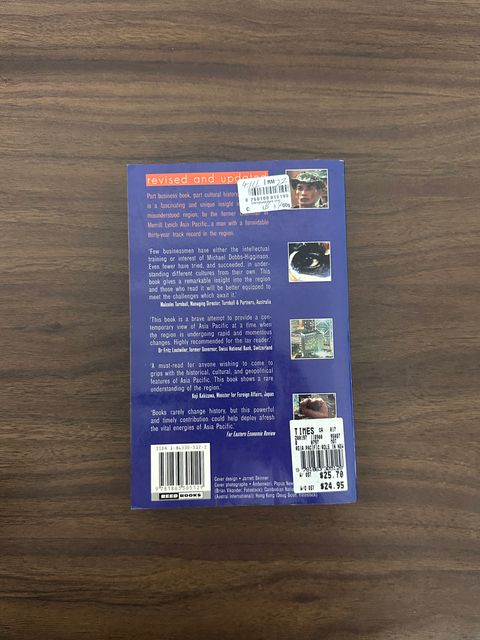 revised and updated
Part business book, part cultural history
is a fascinating and unique insight
misunderstood region, by the former
Merrill Lynch Asia Pacific, a man with a formidable
thirty-year track record in the region.
'Few businessmen have either the intellectual
training or interest of Michael Dobbs-Higginson.
Even fewer have tried, and succeeded, in under-
standing different cultures from their own. This
book gives a remarkable insight into the region
and those who read it will be better equipped to
meet the challenges which await it.'
Malcolm Turnbull, Managing Director, Turnbull & Partners, Australia
'This book is a brave attempt to provide a con-
temporary view of Asia Pacific at a time when
the region is undergoing rapid and momentous
changes. Highly recommended for the lay reader.'
Dr Fritz Leutwiler, former Governor, Swiss National Bank, Switzerland
'A must-read for anyone wishing to come to
grips with the historical, cultural, and geopolitical
features of Asia Pacific. This book shows a rare
understanding of the region.'
Koji Kakizawa, Minister for Foreign Affairs, Japan
'Books rarely change history, but this powerful
and timely contribution could help deploy afresh
the vital energies of Asia Pacific.'
Far Eastern Economic Review
REED BOOKS
Cover design • Jarrett Skinner
Cover photographs •
TIMES
ASIA PACIFIC ROLE IN NEW
$25.70
$24.95